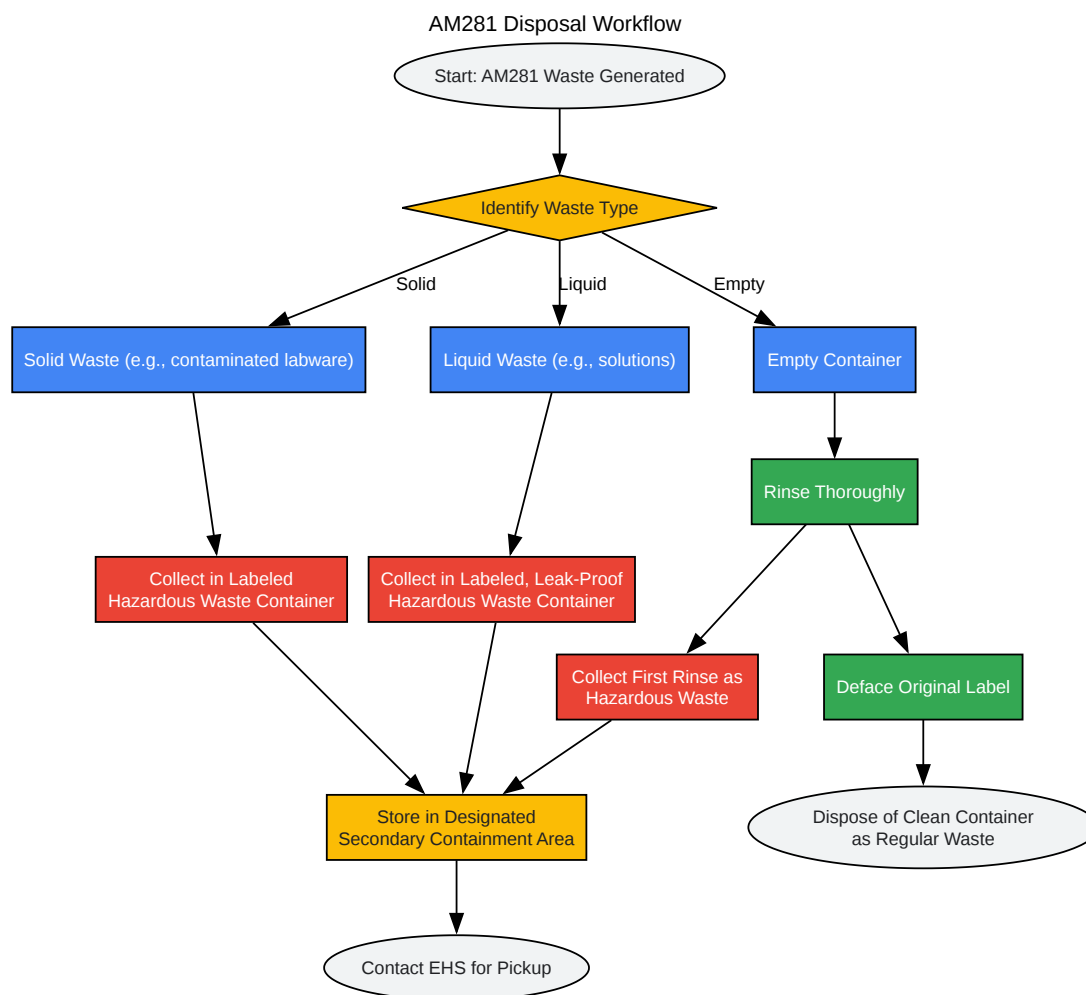 AM281 Disposal Workflow
Start: AM281 Waste Generated
Identify Waste Type
Solid
Liquid
Empty
Solid Waste (e.g., contaminated labware)
Liquid Waste (e.g., solutions)
Empty Container
Rinse Thoroughly
Collect in Labeled
Hazardous Waste Container
Collect in Labeled, Leak-Proof
Hazardous Waste Container
Collect First Rinse as
Hazardous Waste
Deface Original Label
Store in Designated
Secondary Containment Area
Dispose of Clean Container
as Regular Waste
Contact EHS for Pickup